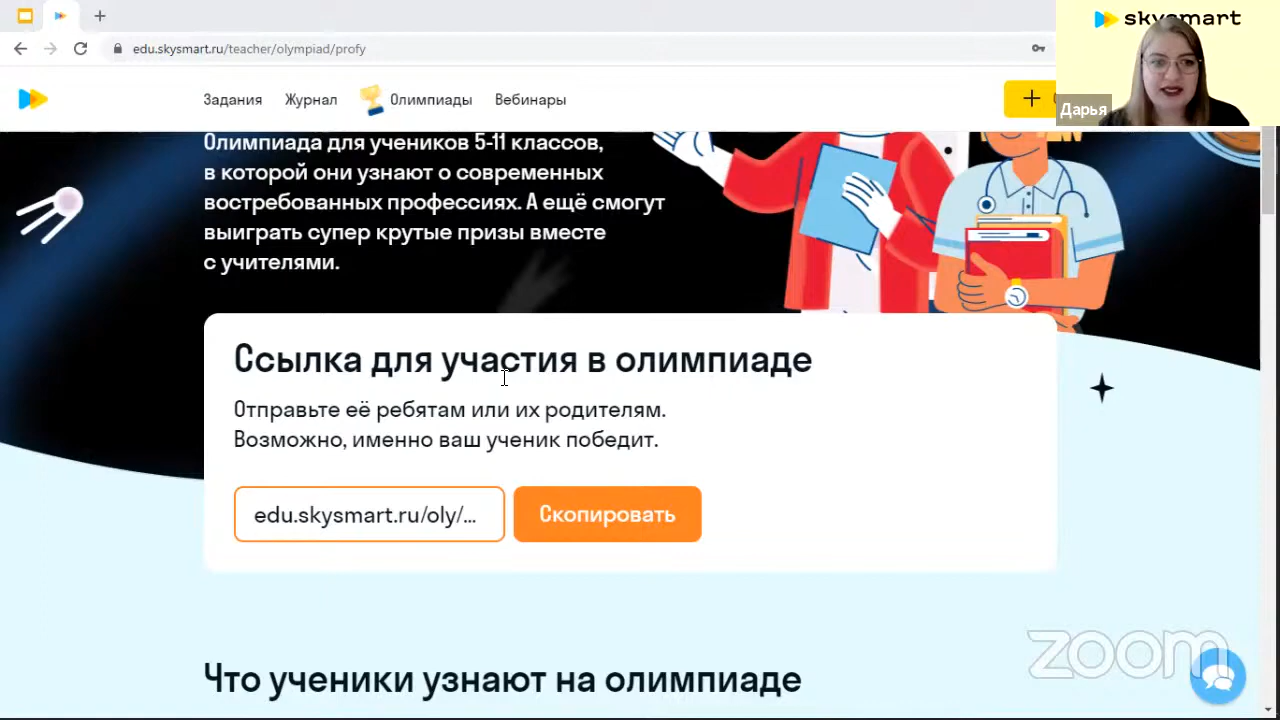 edu.skysmart.ru/teacher/olympiad/profy
skysmart
Дарья
Задания Журнал Олимпиады Вебинары
Олимпиада для учеников 5-11 классов,
в которой они узнают о современных
востребованных профессиях. А ещё смогут
выиграть супер крутые призы вместе
с учителями.
Ссылка для участия в олимпиаде
Отправьте её ребятам или их родителям.
Возможно, именно ваш ученик победит.
edu.skysmart.ru/oly/...
Скопировать
Что ученики узнают на олимпиаде
zoom